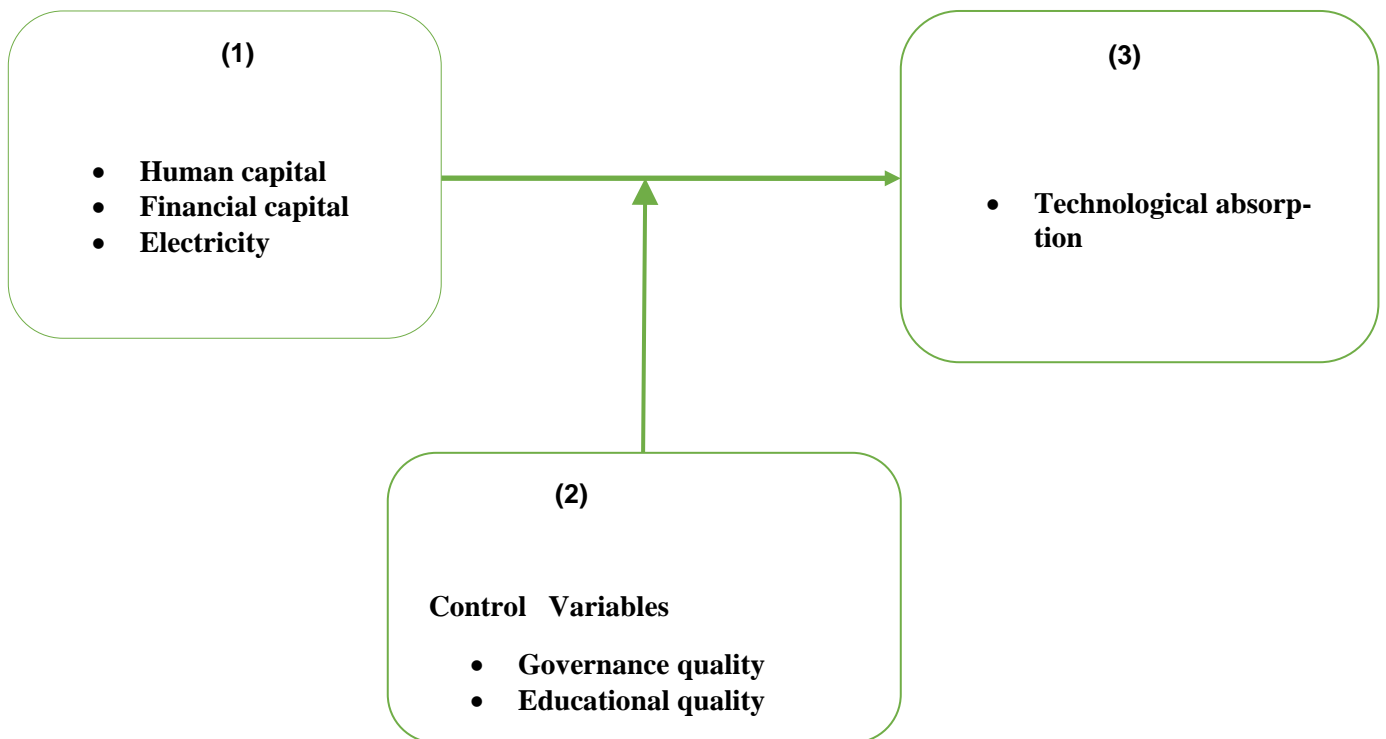 (1)
• Human capital
• Financial capital
• Electricity
(3)
• Technological absorp-
tion
(2)
Control Variables
• Governance quality
• Educational quality